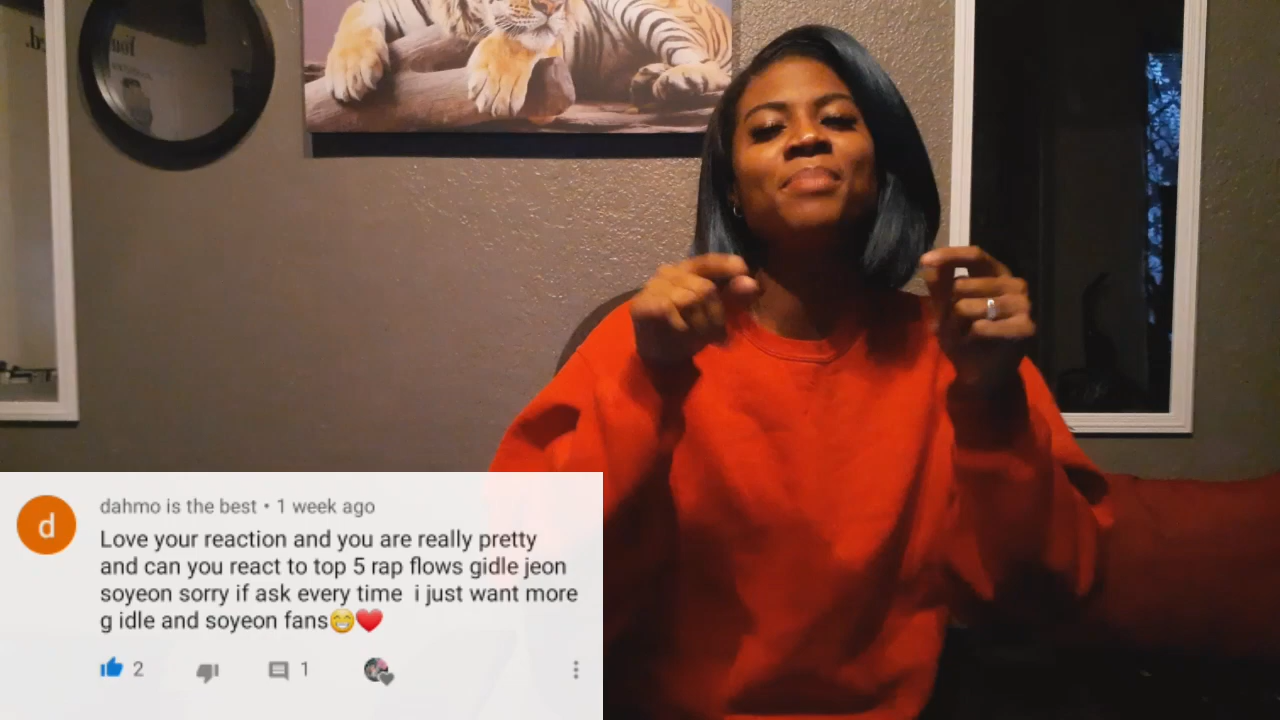 d
dahmo is the best • 1 week ago
Love your reaction and you are really pretty
and can you react to top 5 rap flows gidle jeon
soyeon sorry if ask every time i just want more
g idle and soyeon fans😁❤️
2
1